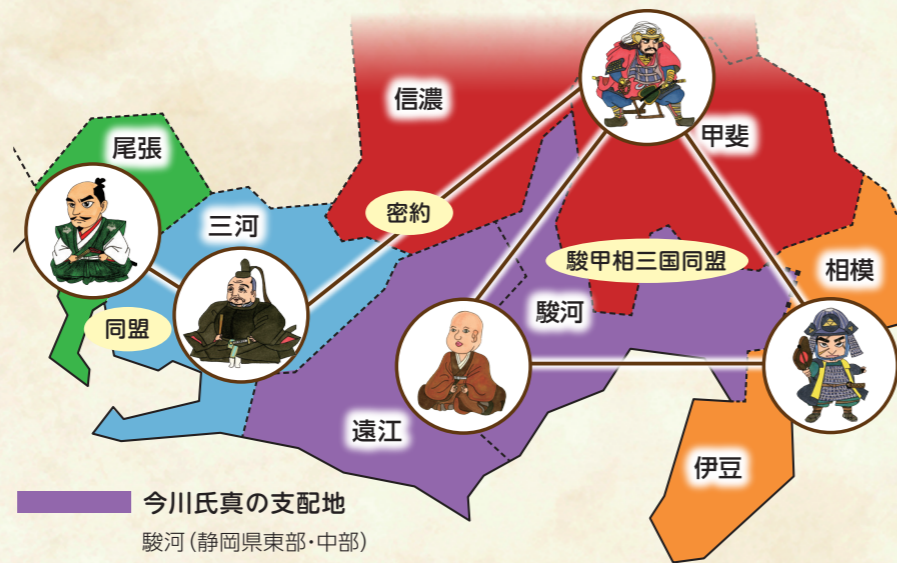 信濃
甲斐
尾張
三河
密約
駿甲相三国同盟
相模
同盟
駿河
遠江
伊豆
今川氏真の支配地
駿河(静岡県東部・中部)